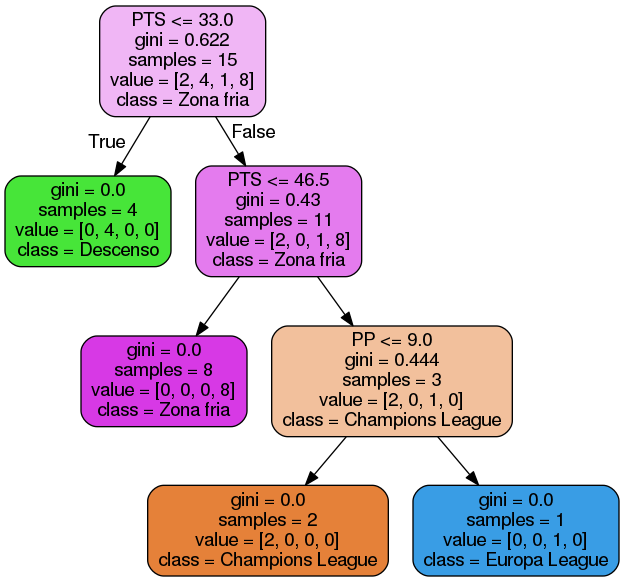 PTS <= 33.0
gini = 0.622
samples = 15
value = [2, 4, 1, 8]
class = Zona fria
True
False
gini = 0.0
samples = 4
value = [0, 4, 0, 0]
class = Descenso
PTS <= 46.5
gini = 0.43
samples = 11
value = [2, 0, 1, 8]
class = Zona fria
gini = 0.0
samples = 8
value = [0, 0, 0, 8]
class = Zona fria
PP <= 9.0
gini = 0.444
samples = 3
value = [2, 0, 1, 0]
class = Champions League
gini = 0.0
samples = 2
value = [2, 0, 0, 0]
class = Champions League
gini = 0.0
samples = 1
value = [0, 0, 1, 0]
class = Europa League